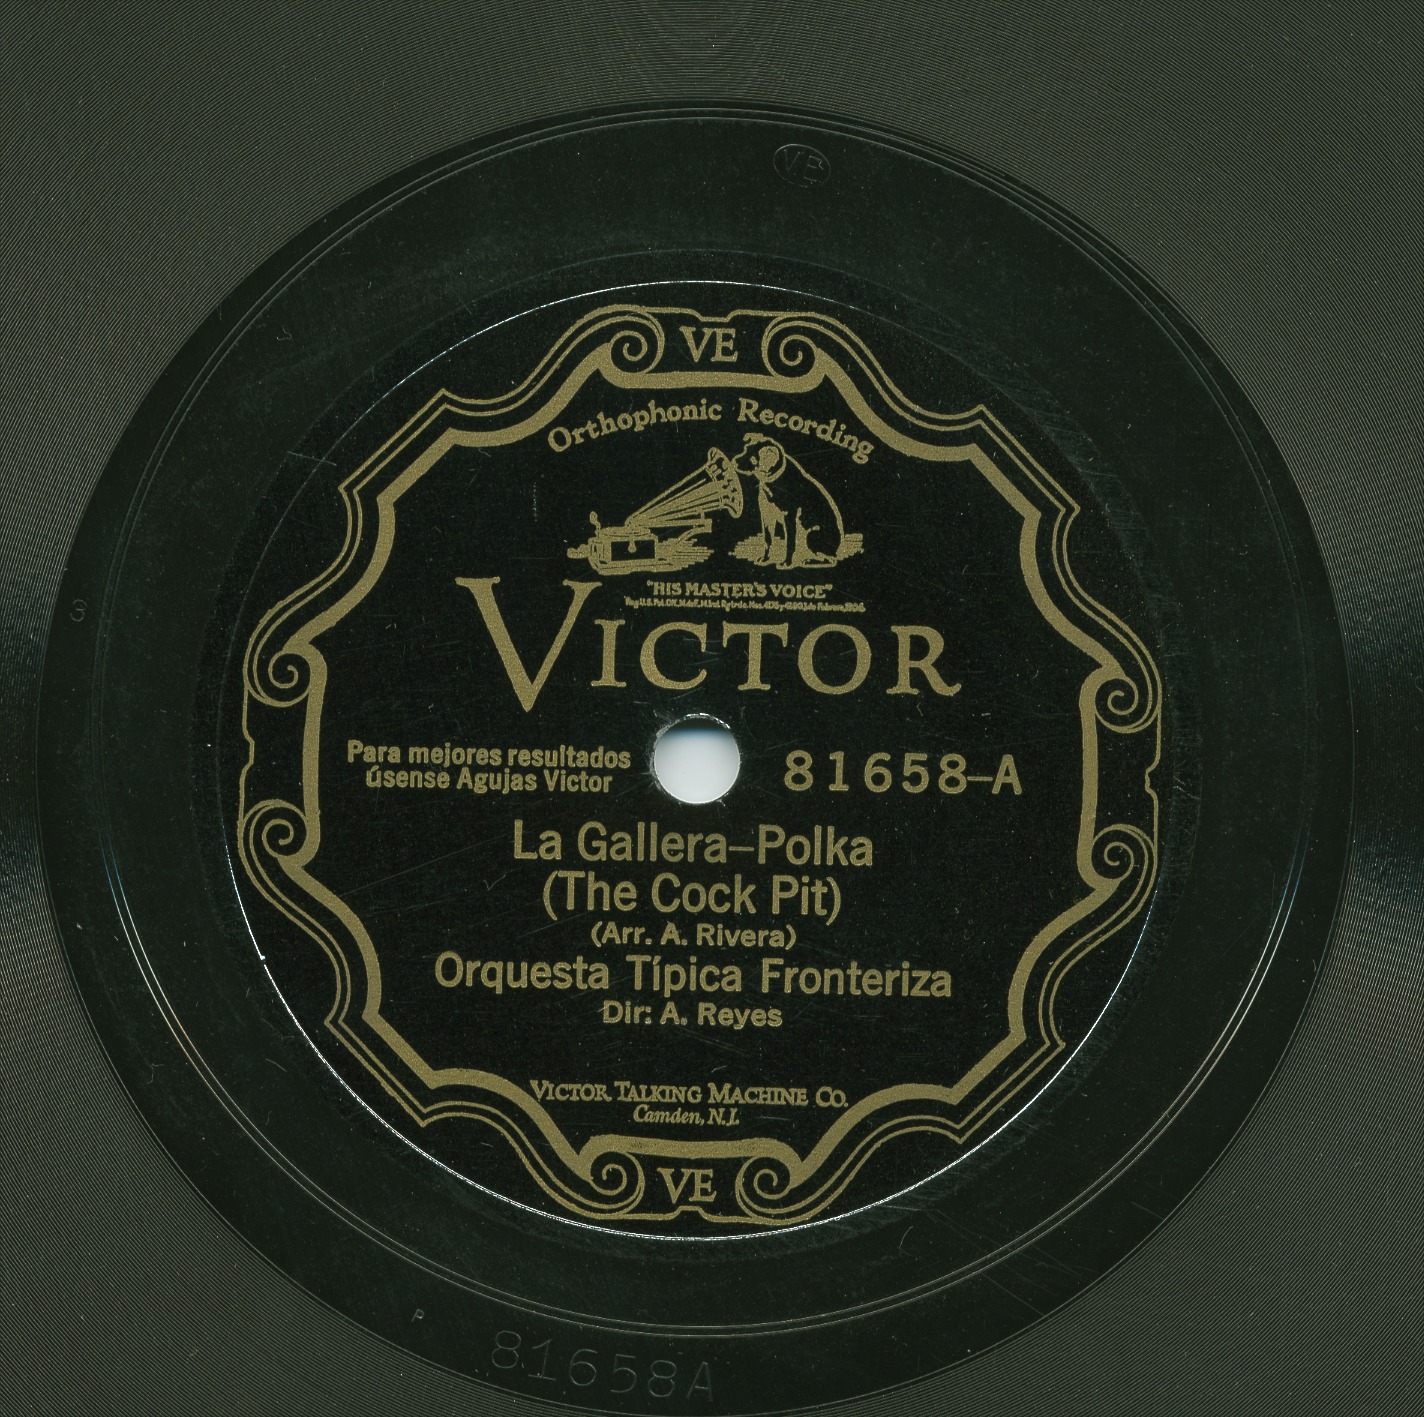 VE
VE
Orthophonic Recording
"HIS MASTER'S VOICE"
VICTOR
Para mejores resultados
úsense Agujas Victor
81658-A
La Gallera-Polka
(The Cock Pit)
(Arr. A. Rivera)
Orquesta Típica Fronteriza
Dir: A. Reyes
VICTOR TALKING MACHINE CO.
Camden, N.J.
VE
3
P
81658A